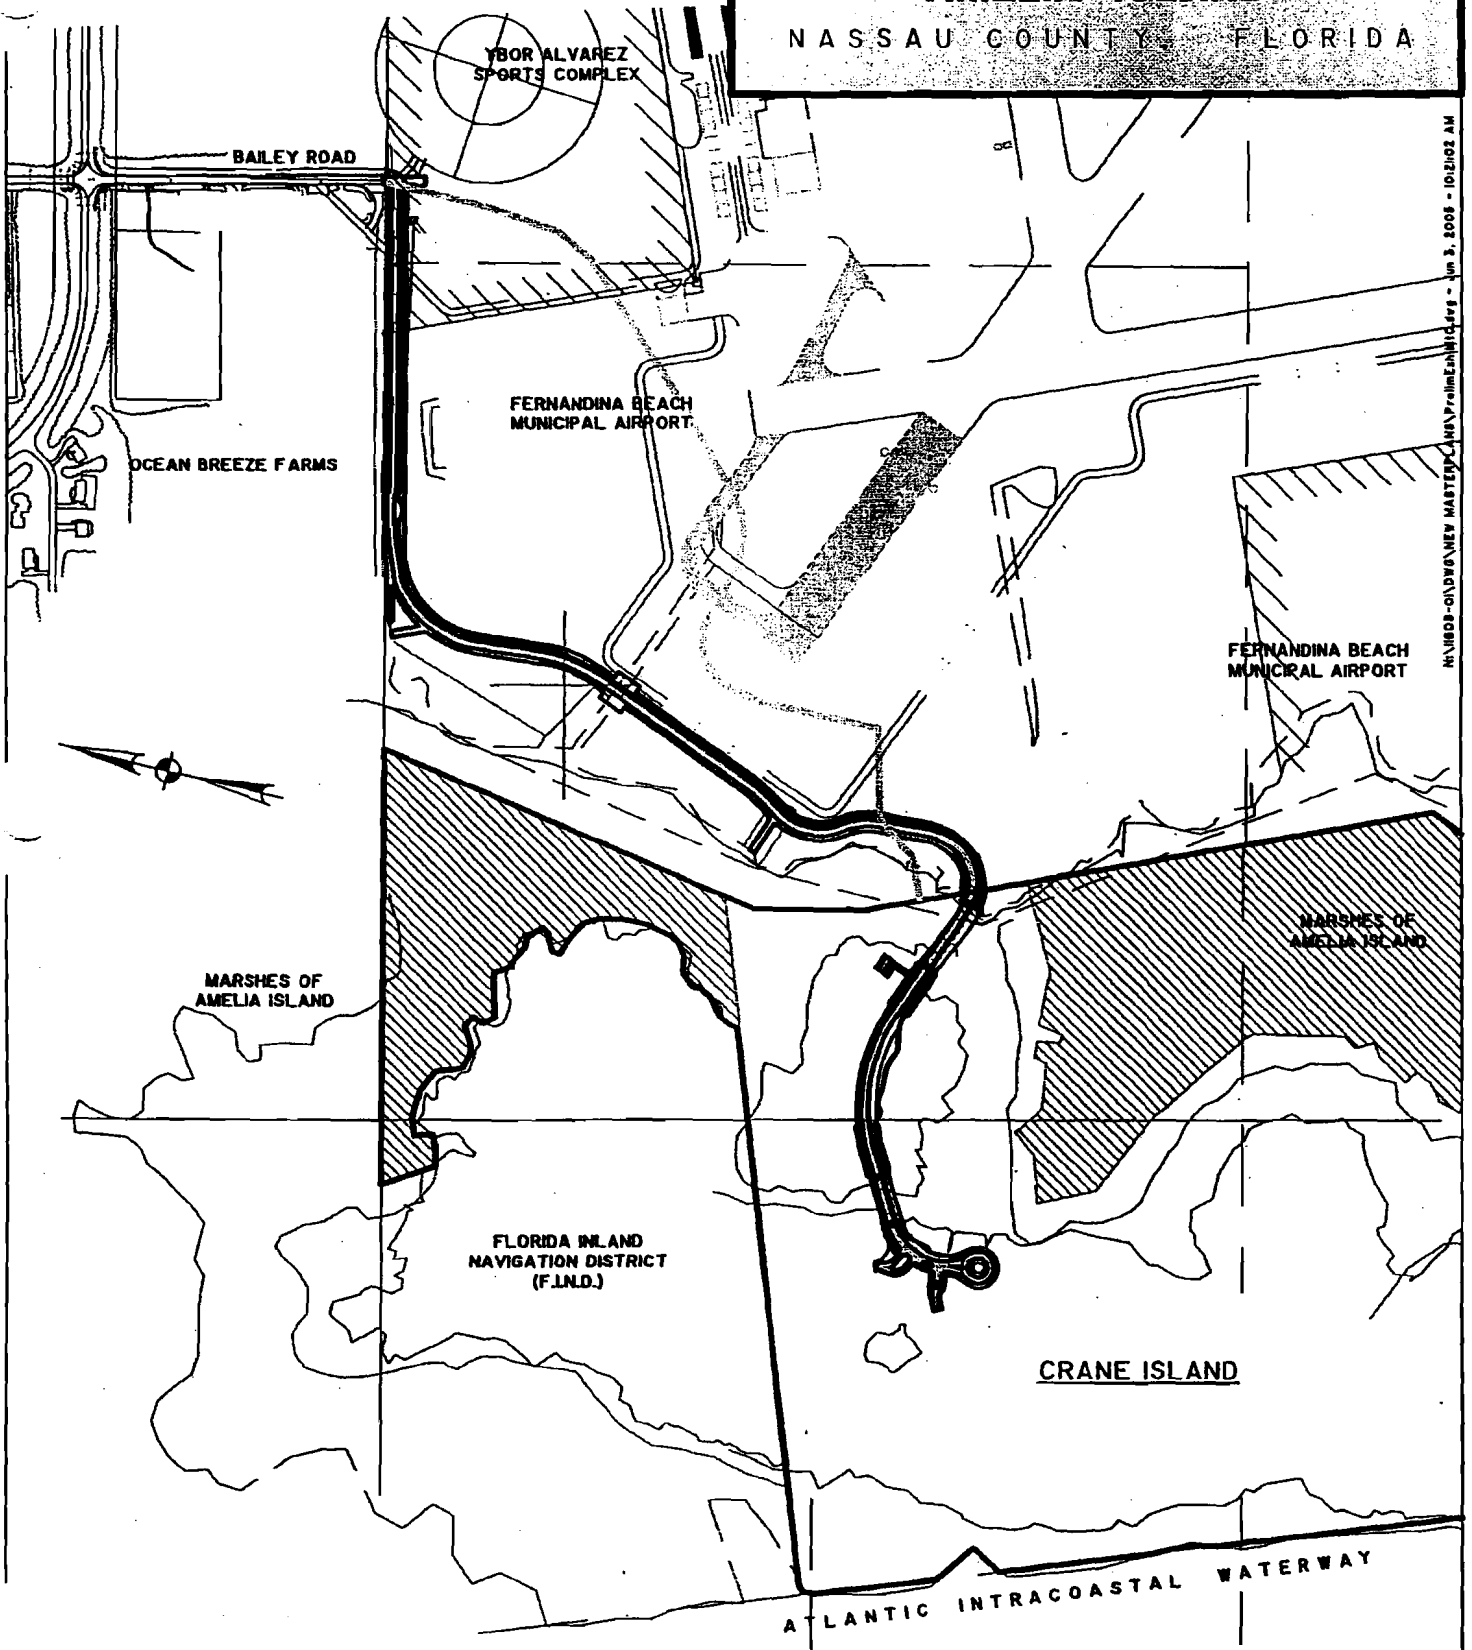 NASSAU COUNTY, FLORIDA
YBOR ALVAREZ
SPORTS COMPLEX
BAILEY ROAD
FERNANDINA BEACH
MUNICIPAL AIRPORT
OCEAN BREEZE FARMS
FERNANDINA BEACH
MUNICIPAL AIRPORT
MARSHES OF
AMELIA ISLAND
MARSHES OF
AMELIA ISLAND
FLORIDA INLAND
NAVIGATION DISTRICT
(F.I.N.D.)
CRANE ISLAND
ATLANTIC INTRACOASTAL WATERWAY